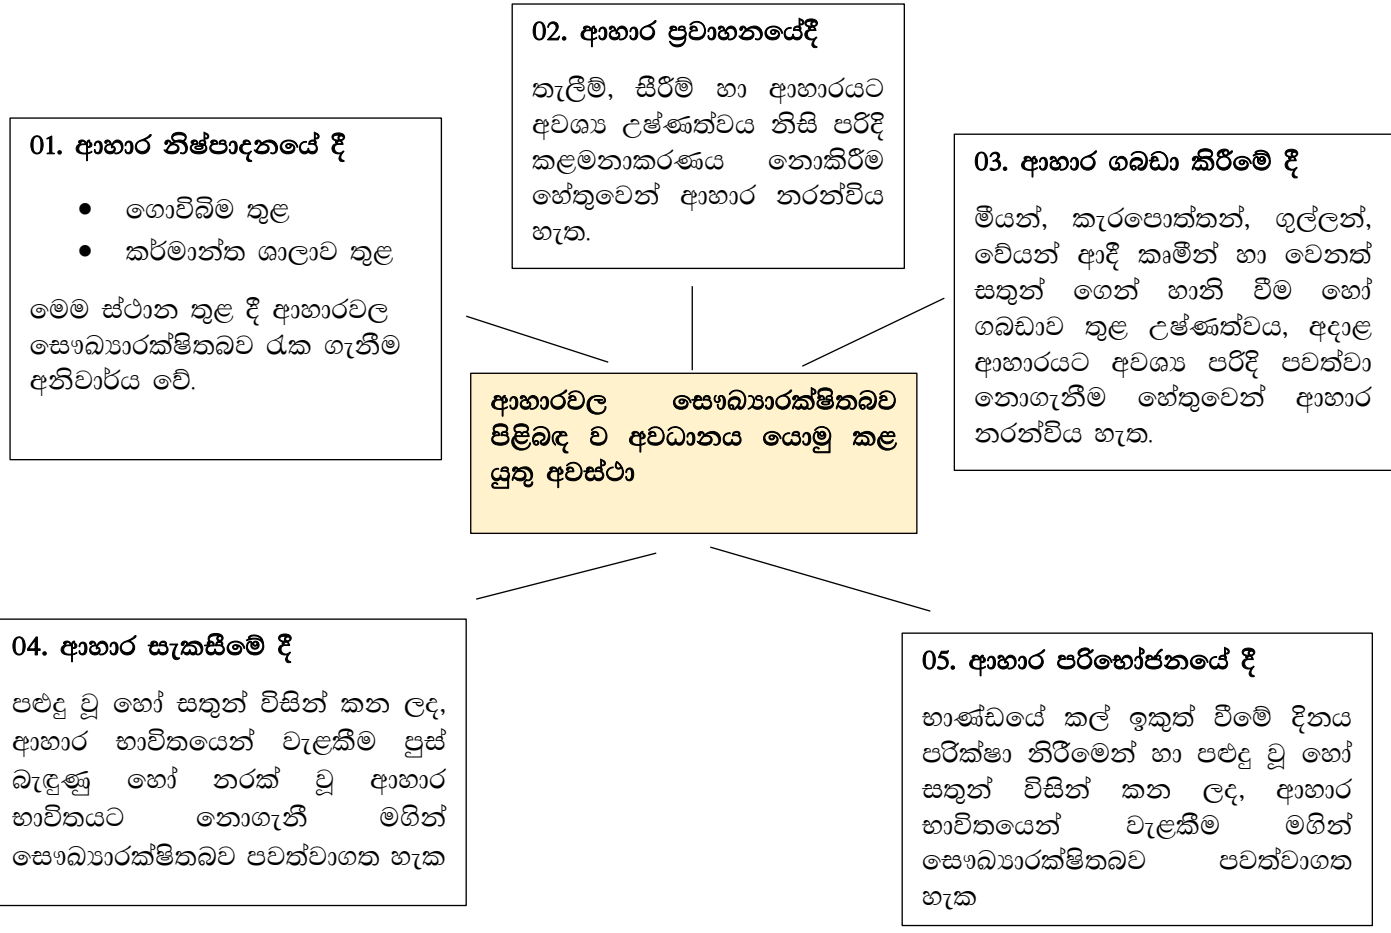 01. ආහාර නිෂ්පාදනයේ දී
● ගොවිබිම තුළ
● කර්මාන්ත ශාලාව තුළ
මෙම ස්ථාන තුළ දී ආහාරවල
සෞඛ්‍යාරක්ෂිතබව රැක ගැනීම
අනිවාර්ය වේ.
02. ආහාර ප්‍රවාහනයේදී
තැලීම්, සීරීම් හා ආහාරයට
අවශ්‍ය උෂ්ණත්වය නිසි පරිදි
කළමනාකරණය නොකිරීම
හේතුවෙන් ආහාර නරක්විය
හැත.
03. ආහාර ගබඩා කිරීමේ දී
මීයන්, කැරපොත්තන්, ගුල්ලන්,
වේයන් ආදී කෘමීන් හා වෙනත්
සතුන් ගෙන් හානි වීම හෝ
ගබඩාව තුළ උෂ්ණත්වය, අදාළ
ආහාරයට අවශ්‍ය පරිදි පවත්වා
නොගැනීම හේතුවෙන් ආහාර
නරන්විය හැත.
ආහාරවල සෞඛ්‍යාරක්ෂිතබව
පිළිබඳ ව අවධානය යොමු කළ
යුතු අවස්ථා
04. ආහාර සැකසීමේ දී
පළුදු වූ හෝ සතුන් විසින් කන ලද,
ආහාර භාවිතයෙන් වැළකීම පුස්
බැඳුණු හෝ නරක් වූ ආහාර
භාවිතයට නොගැනී මගින්
සෞඛ්‍යාරක්ෂිතබව පවත්වාගත හැක
05. ආහාර පරිභෝජනයේ දී
භාණ්ඩයේ කල් ඉකුත් වීමේ දිනය
පරික්ෂා නිරීමෙන් හා පළුදු වූ හෝ
සතුන් විසින් කන ලද, ආහාර
භාවිතයෙන් වැළකීම මගින්
සෞඛ්‍යාරක්ෂිතබව පවත්වාගත
හැක